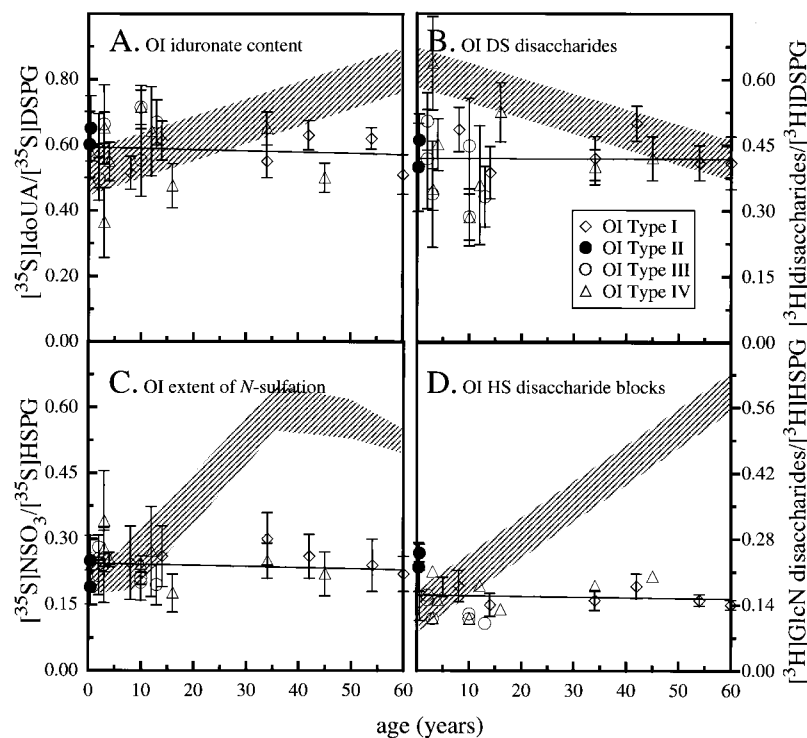 A. OI iduronate content
B. OI DS disaccharides
[³⁵S]IdoUA/[³⁵S]DSPG
0.80
0.60
0.40
0.20
0.00
0.60
0.45
0.30
0.15
0.00
[³H]disaccharides/[³H]DSPG
OI Type I
OI Type II
OI Type III
OI Type IV
C. OI extent of N-sulfation
D. OI HS disaccharide blocks
[³⁵S]NSO₃/[³⁵S]HSPG
0.60
0.45
0.30
0.15
0.00
0.56
0.42
0.28
0.14
0.00
[³H]GlcN disaccharides/[³H]HSPG
0 10 20 30 40 50 60 10 20 30 40 50 60
age (years)